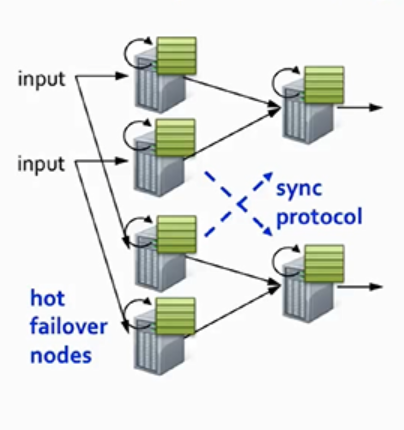 input
input
sync
protocol
hot
failover
nodes